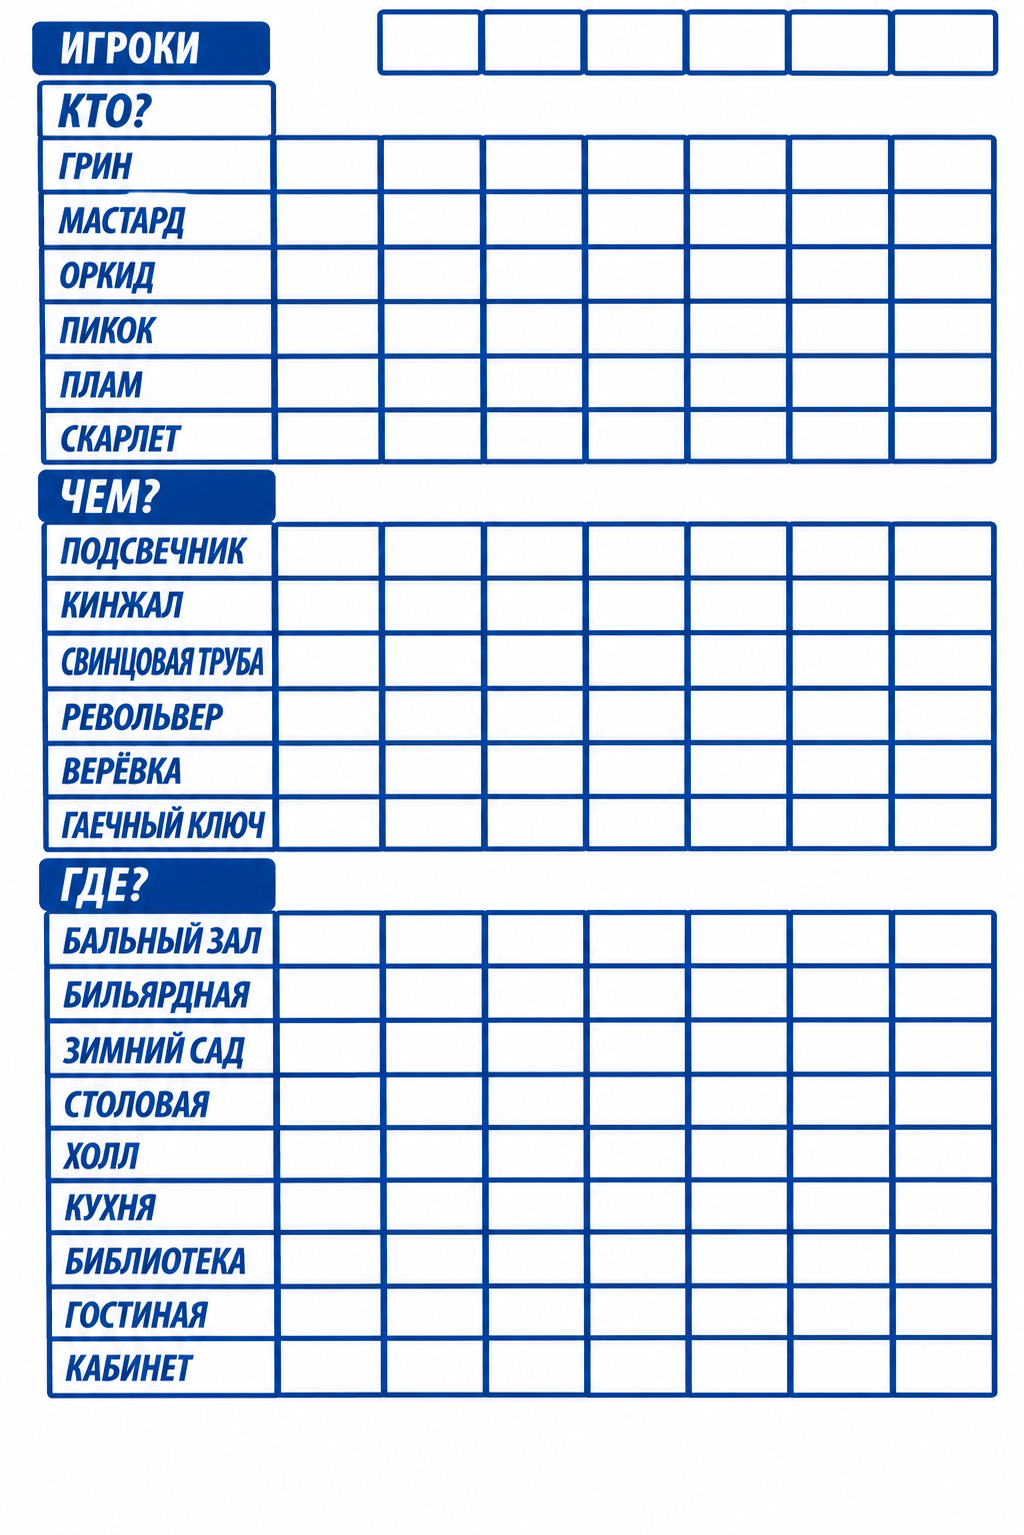 ИГРОКИ
КТО?
ГРИН
МАСТАРД
ОРКИД
ПИКОК
ПЛАМ
СКАРЛЕТ
ЧЕМ?
ПОДСВЕЧНИК
КИНЖАЛ
СВИНЦОВАЯ ТРУБА
РЕВОЛЬВЕР
ВЕРЁВКА
ГАЕЧНЫЙ КЛЮЧ
ГДЕ?
БАЛЬНЫЙ ЗАЛ
БИЛЬЯРДНАЯ
ЗИМНИЙ САД
СТОЛОВАЯ
ХОЛЛ
КУХНЯ
БИБЛИОТЕКА
ГОСТИНАЯ
КАБИНЕТ